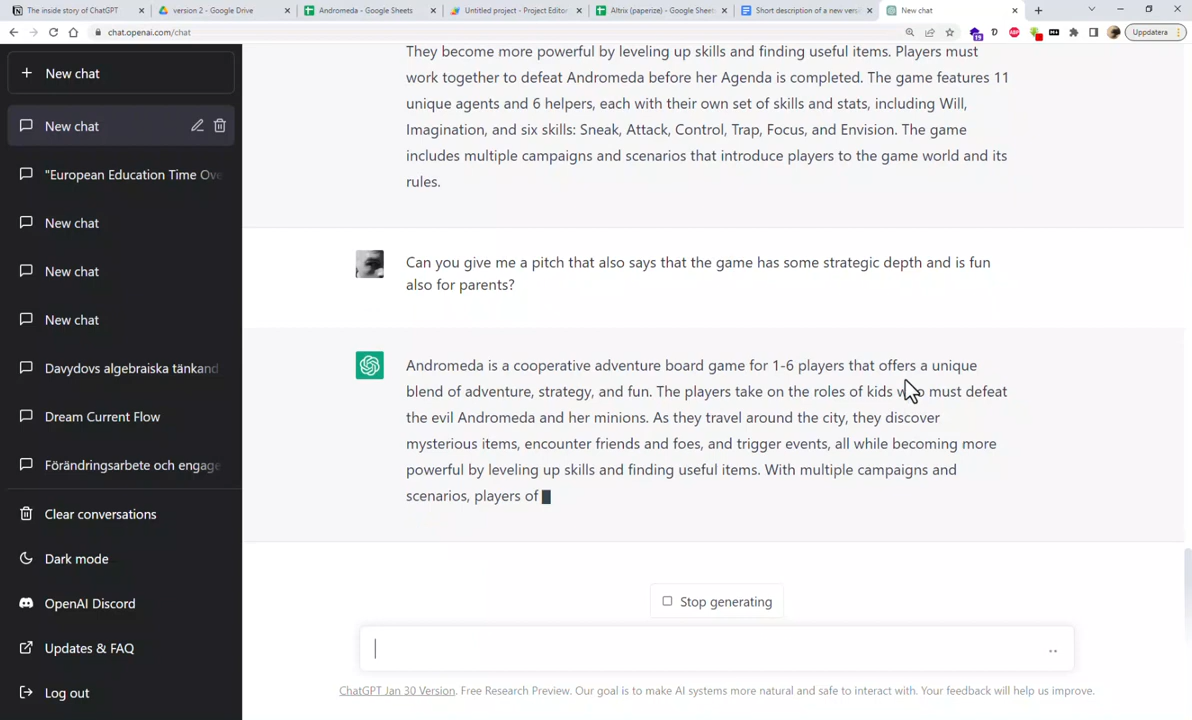 The inside story of ChatGPT
version 2 - Google Drive
Andromeda - Google Sheets
Untitled project - Project Editor
Altrix (paperize) - Google Sheet
Short description of a new versi
New chat
chat.openai.com/chat
Uppdatera
New chat
New chat
"European Education Time Ove
New chat
New chat
New chat
Davydovs algebraiska tänkand
Dream Current Flow
Förändringsarbete och engage
Clear conversations
Dark mode
OpenAI Discord
Updates & FAQ
Log out
They become more powerful by leveling up skills and finding useful items. Players must
work together to defeat Andromeda before her Agenda is completed. The game features 11
unique agents and 6 helpers, each with their own set of skills and stats, including Will,
Imagination, and six skills: Sneak, Attack, Control, Trap, Focus, and Envision. The game
includes multiple campaigns and scenarios that introduce players to the game world and its
rules.
Can you give me a pitch that also says that the game has some strategic depth and is fun
also for parents?
Andromeda is a cooperative adventure board game for 1-6 players that offers a unique
blend of adventure, strategy, and fun. The players take on the roles of kids who must defeat
the evil Andromeda and her minions. As they travel around the city, they discover
mysterious items, encounter friends and foes, and trigger events, all while becoming more
powerful by leveling up skills and finding useful items. With multiple campaigns and
scenarios, players of
Stop generating
ChatGPT Jan 30 Version. Free Research Preview. Our goal is to make AI systems more natural and safe to interact with. Your feedback will help us improve.